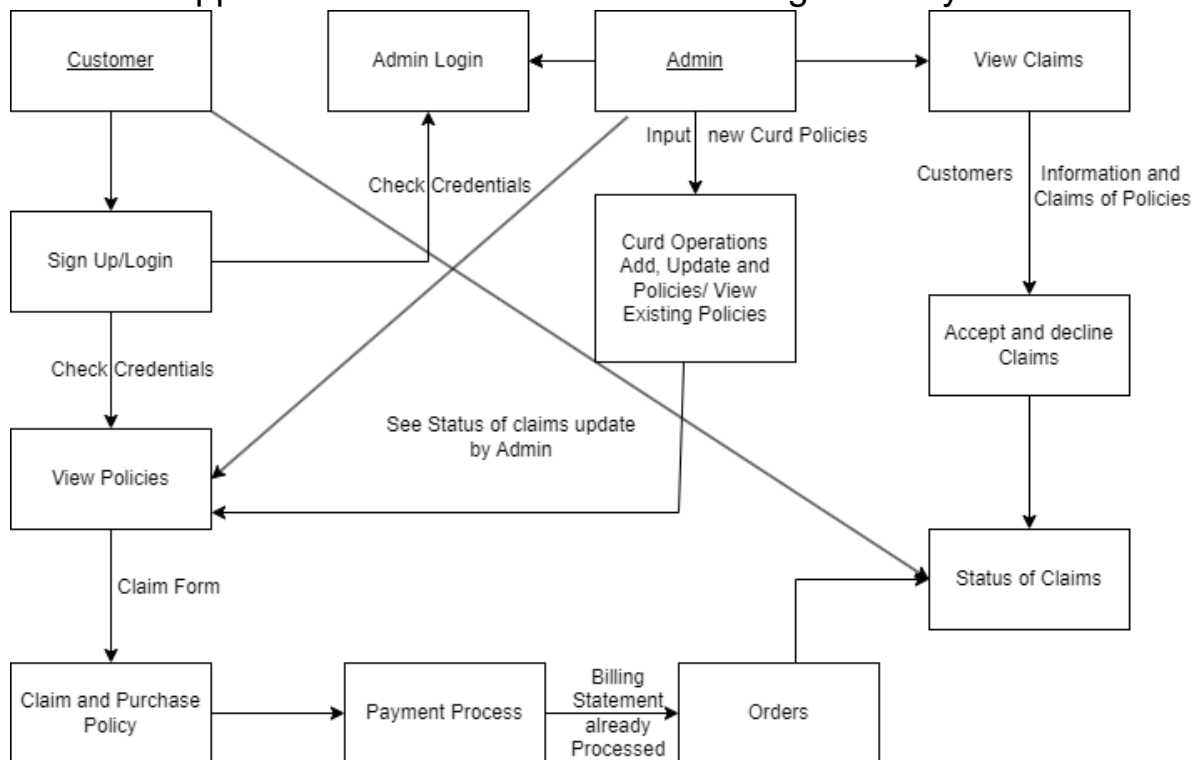 Customer
Admin Login
Admin
View Claims
Input new Curd Policies
Customers Information and
Claims of Policies
Check Credentials
Sign Up/Login
Curd Operations
Add, Update and
Policies/ View
Existing Policies
Accept and decline
Claims
Check Credentials
See Status of claims update
by Admin
View Policies
Status of Claims
Claim Form
Claim and Purchase
Policy
Payment Process
Billing
Statement
already
Processed
Orders